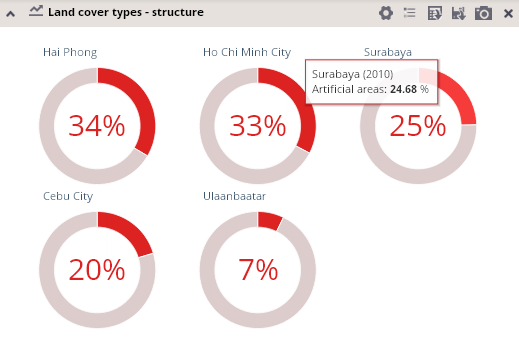 Land cover types - structure
Hai Phong
Ho Chi Minh City
Surabaya
Surabaya (2010)
Artificial areas: 24.68 %
34%
33%
25%
Cebu City
Ulaanbaatar
20%
7%